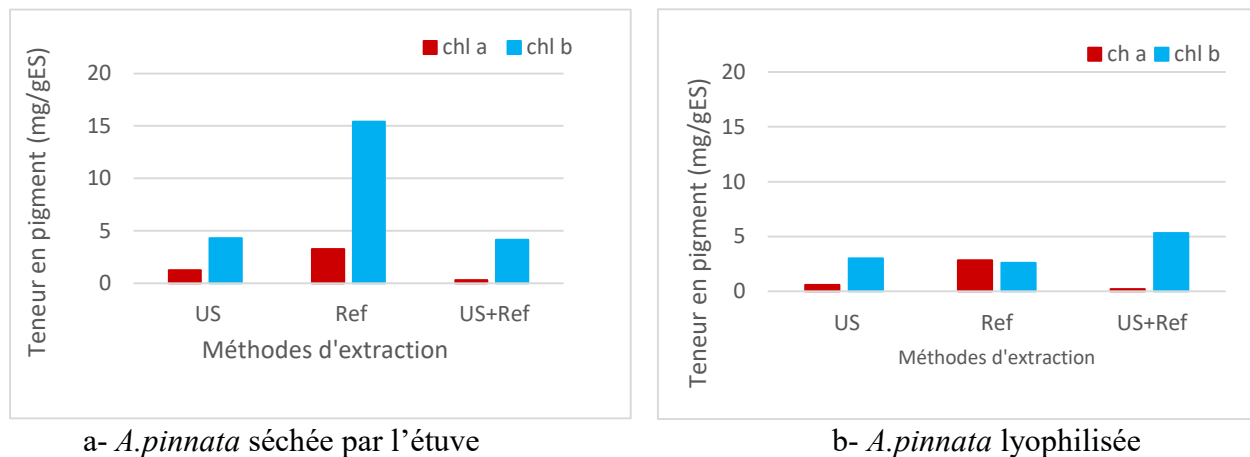 chl a chl b
Teneur en pigment (mg/gES)
20
15
10
5
0
US Ref US+Ref
Méthodes d'extraction
a- A.pinnata séchée par l'étuve
ch a chl b
Teneur en pigment (mg/gES)
20
15
10
5
0
US Ref US+Ref
Méthodes d'extraction
b- A.pinnata lyophilisée